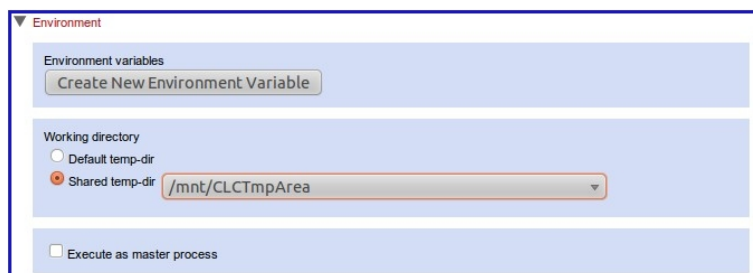 Environment
Environment variables
Create New Environment Variable
Working directory
Default temp-dir
Shared temp-dir /mnt/CLCTmpArea
Execute as master process